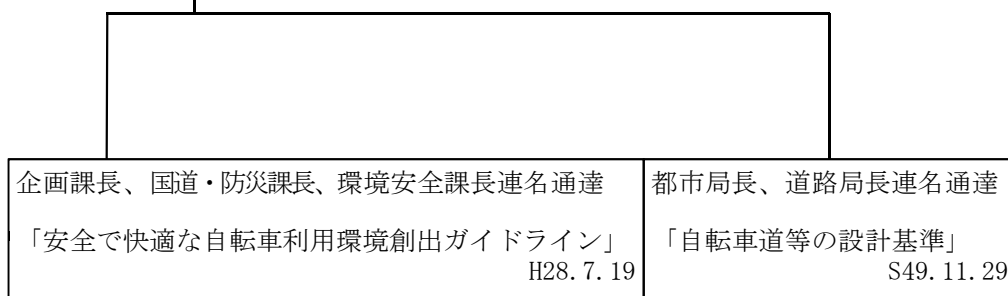 企画課長、国道・防災課長、環境安全課長連名通達
「安全で快適な自転車利用環境創出ガイドライン」
H28.7.19
都市局長、道路局長連名通達
「自転車道等の設計基準」
S49.11.29